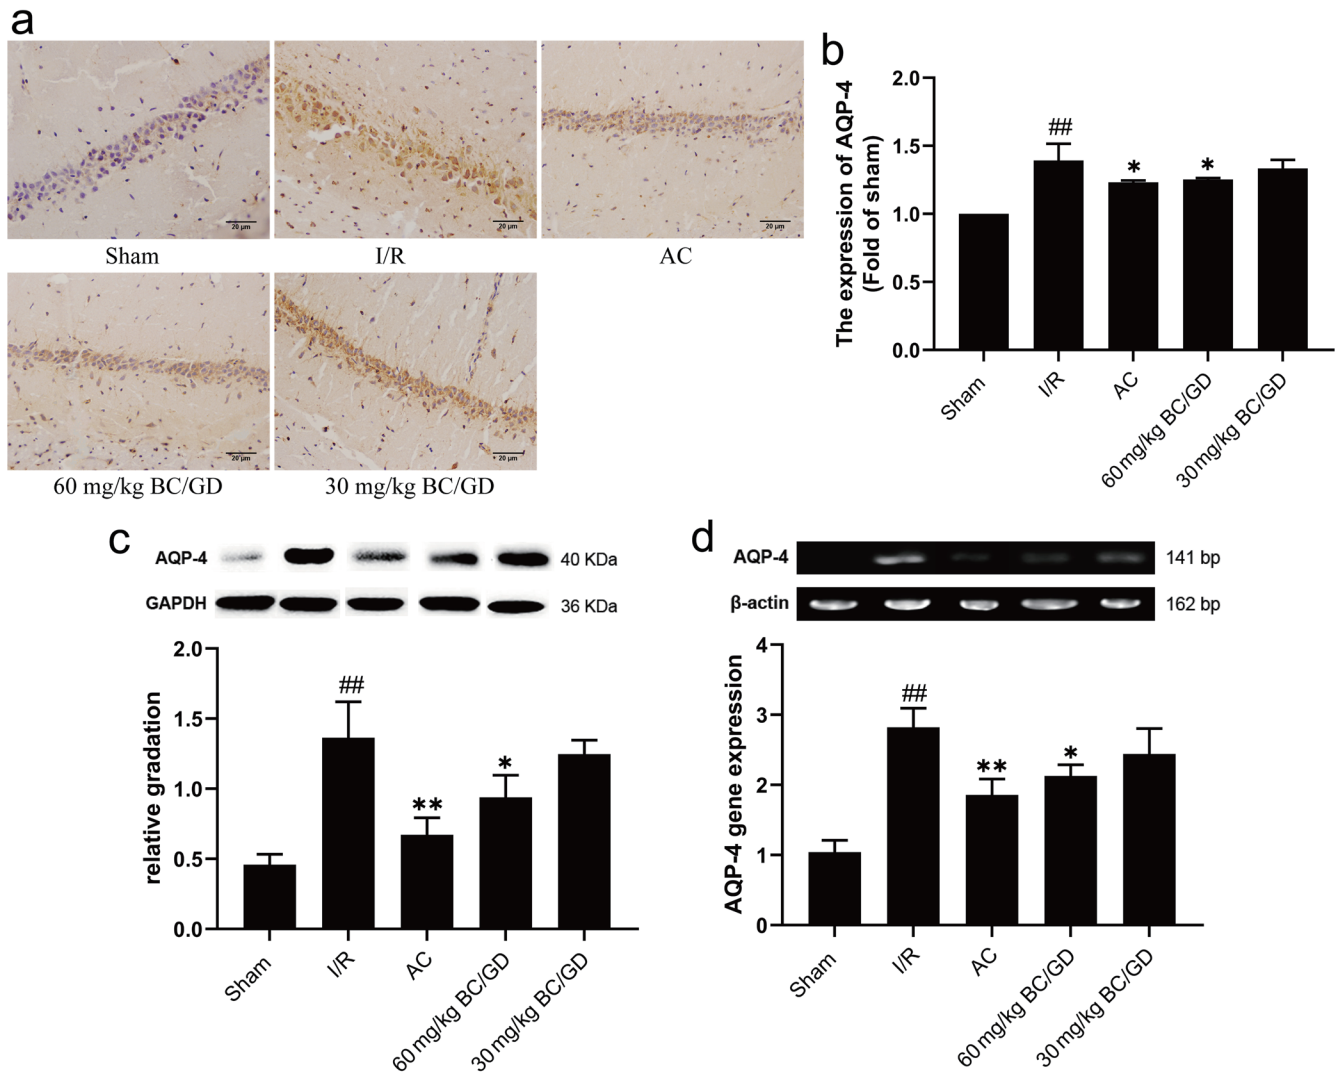 a
20 µm
20 µm
20 µm
Sham
I/R
AC
20 µm
20 µm
60 mg/kg BC/GD
30 mg/kg BC/GD
b
The expression of AQP-4
(Fold of sham)
2.0
1.5
1.0
0.5
0.0
##
*
*
Sham
I/R
AC
60 mg/kg BC/GD
30 mg/kg BC/GD
c
AQP-4
40 KDa
GAPDH
36 KDa
relative gradation
2.0
1.5
1.0
0.5
0.0
##
**
*
Sham
I/R
AC
60 mg/kg BC/GD
30 mg/kg BC/GD
d
AQP-4
141 bp
β-actin
162 bp
AQP-4 gene expression
4
3
2
1
0
##
**
*
Sham
I/R
AC
60 mg/kg BC/GD
30 mg/kg BC/GD